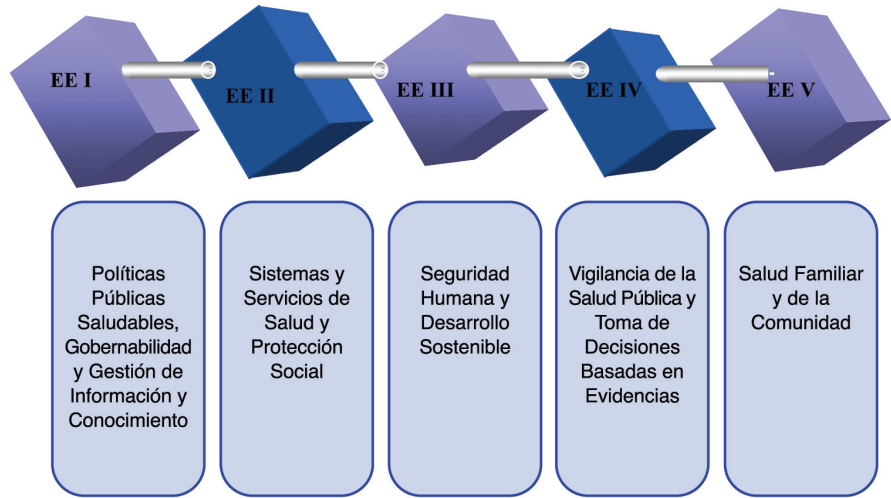 EE I
EE II
EE III
EE IV
EE V
Políticas
Públicas
Saludables,
Gobernabilidad
y Gestión de
Información y
Conocimiento
Sistemas y
Servicios de
Salud y
Protección
Social
Seguridad
Humana y
Desarrollo
Sostenible
Vigilancia de la
Salud Pública y
Toma de
Decisiones
Basadas en
Evidencias
Salud Familiar
y de la
Comunidad